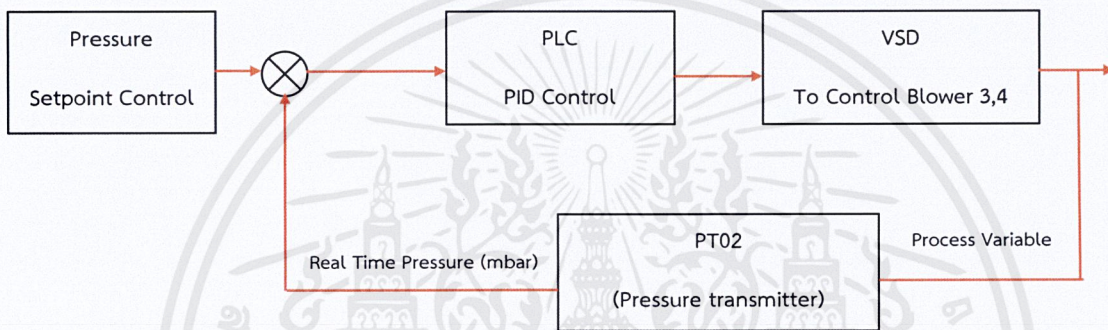 Pressure
Setpoint Control
PLC
PID Control
VSD
To Control Blower 3,4
PT02
(Pressure transmitter)
Process Variable
Real Time Pressure (mbar)